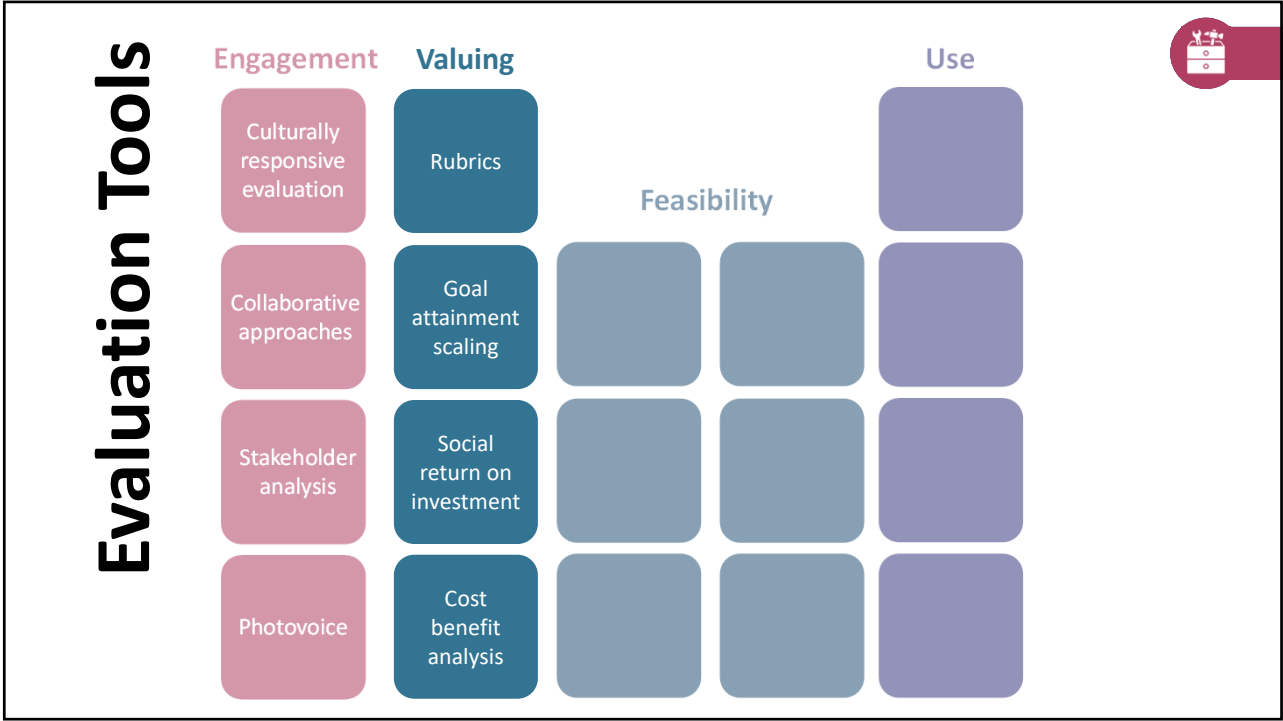 Evaluation Tools
Engagement
Culturally
responsive
evaluation
Collaborative
approaches
Stakeholder
analysis
Photovoice
Valuing
Rubrics
Goal
attainment
scaling
Social
return on
investment
Cost
benefit
analysis
Feasibility
Use